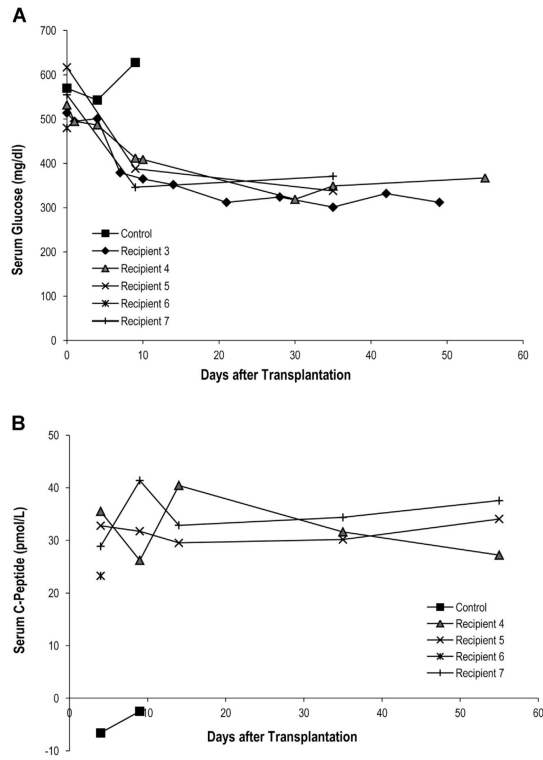 A
700
600
500
400
300
200
100
0
0
10
20
30
40
50
60
Serum Glucose (mg/dl)
Control
Recipient 3
Recipient 4
Recipient 5
Recipient 6
Recipient 7
Days after Transplantation
B
50
40
30
20
10
0
-10
0
10
20
30
40
50
60
Serum C-Peptide (pmol/L)
Control
Recipient 4
Recipient 5
Recipient 6
Recipient 7
Days after Transplantation